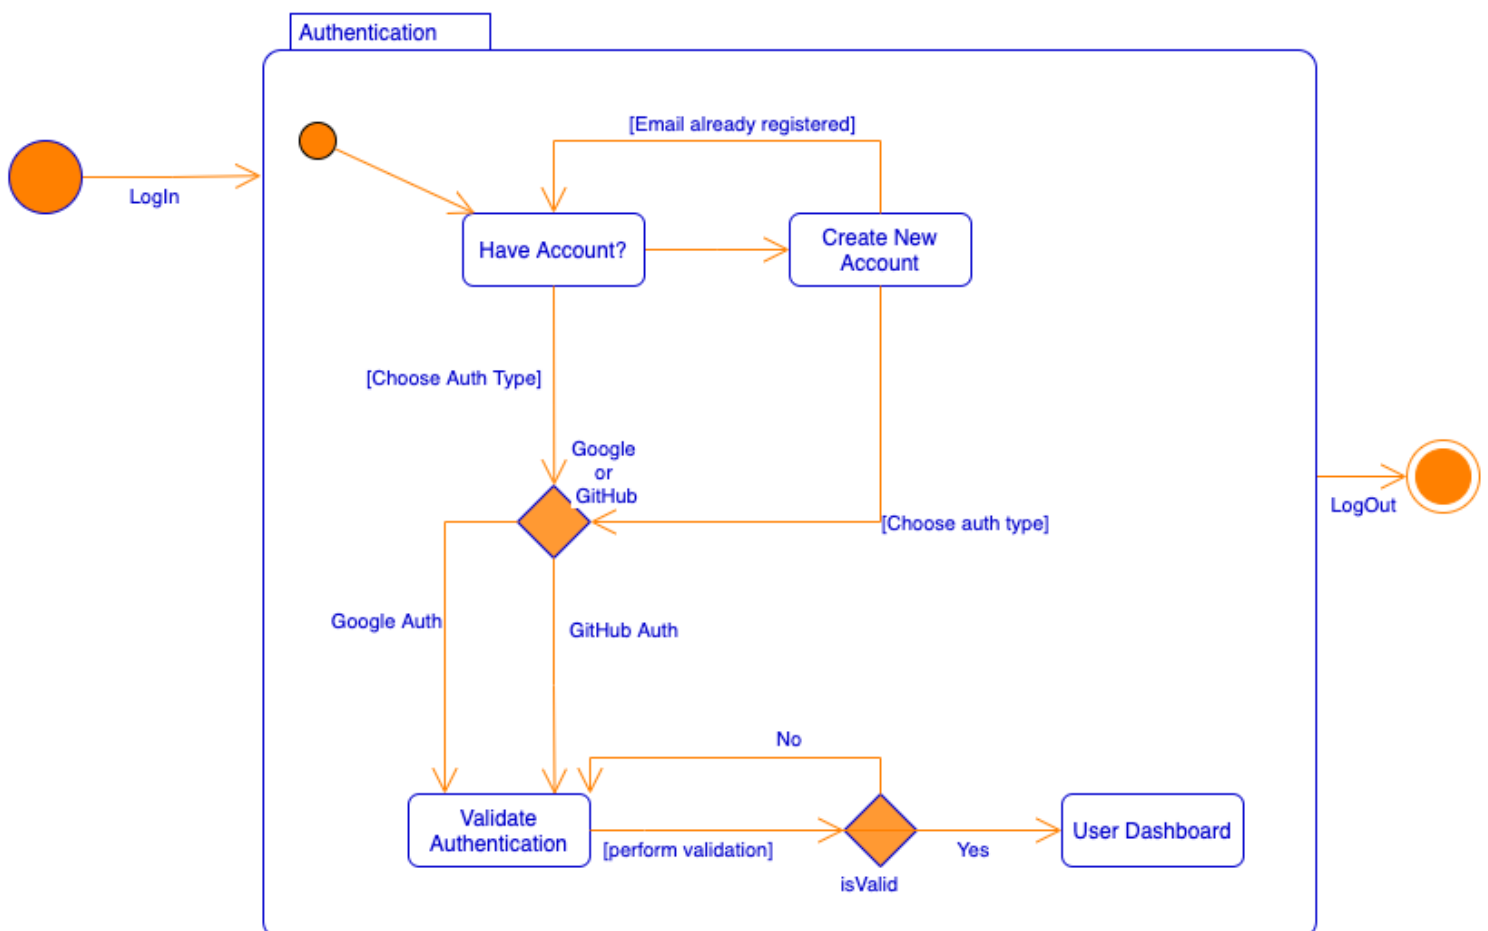 Authentication
[Email already registered]
LogIn
Have Account?
Create New
Account
[Choose Auth Type]
Google
or
GitHub
[Choose auth type]
LogOut
Google Auth
GitHub Auth
No
Validate
Authentication
[perform validation]
Yes
User Dashboard
isValid